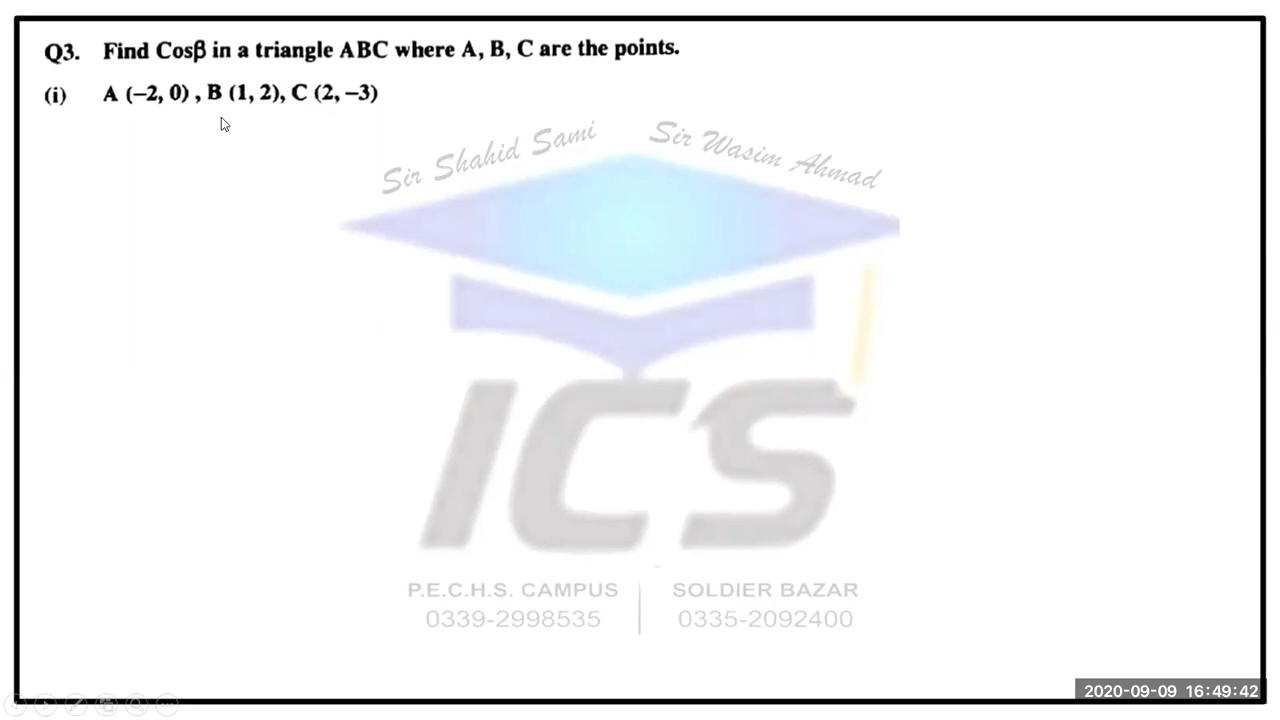 Q3. Find Cosβ in a triangle ABC where A, B, C are the points.
(i) A (–2, 0) , B (1, 2), C (2, –3)
Sir Shahid Sami Sir Wasim Ahmad
ICS
P.E.C.H.S. CAMPUS SOLDIER BAZAR
0339-2998535 0335-2092400
2020-09-09 16:49:42